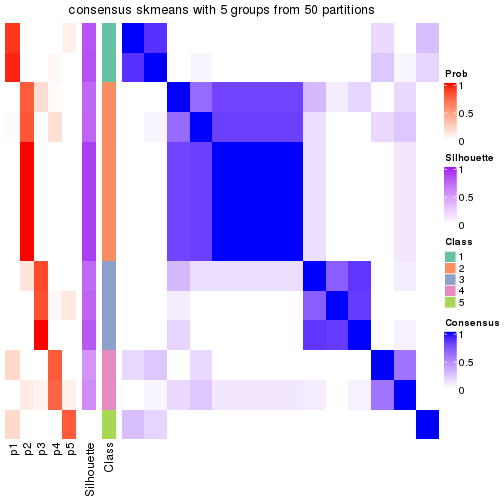 consensus skmeans with 5 groups from 50 partitions
Prob
1
0.5
0
Silhouette
1
0.5
0
Class
1
2
3
4
5
Consensus
1
0.5
0
p1
p2
p3
p4
p5
Silhouette
Class